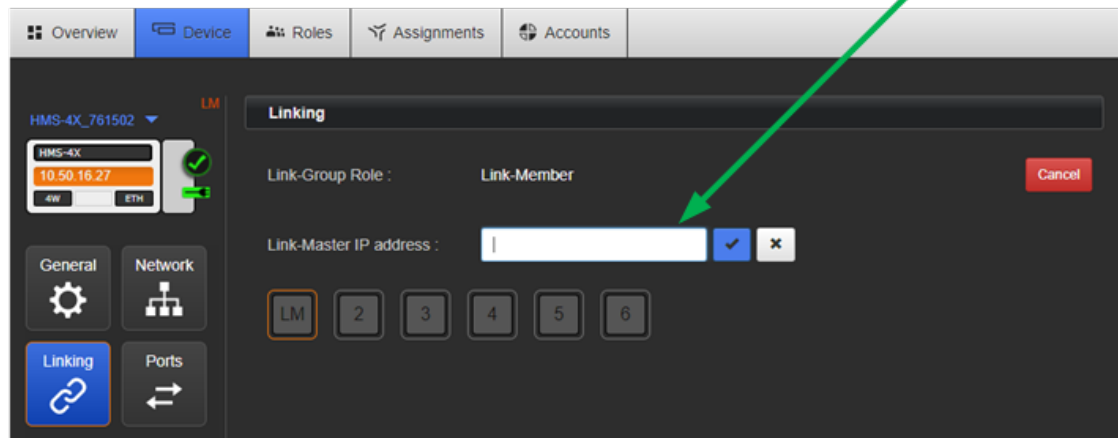 Overview Device Roles Assignments Accounts
LM
HMS-4X_761502
HMS-4X
10.50.16.27
4W ETH
General Network
Linking Ports
Linking
Link-Group Role : Link-Member Cancel
Link-Master IP address :
LM 2 3 4 5 6